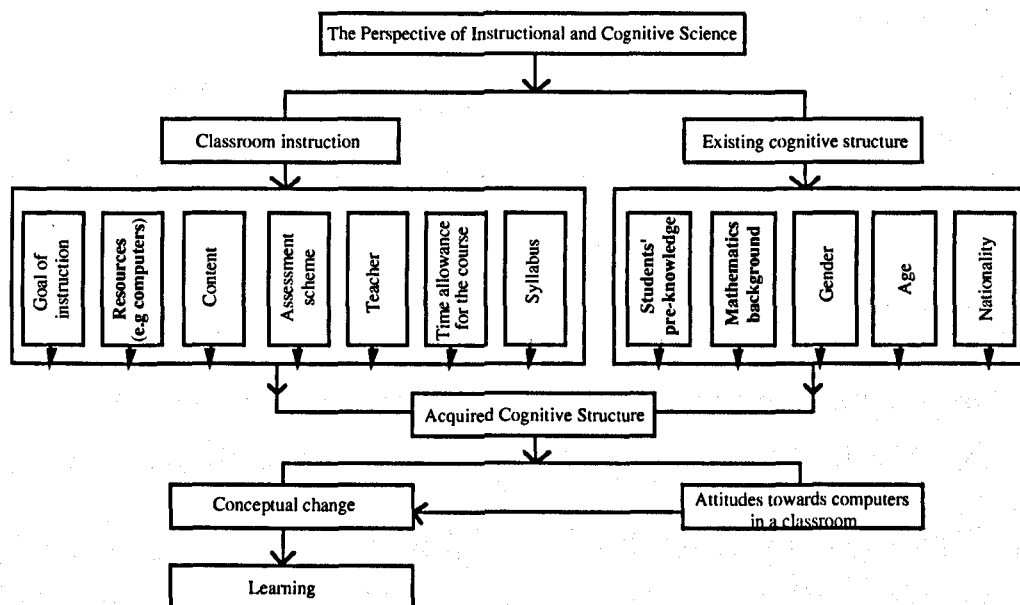 The Perspective of Instructional and Cognitive Science
Classroom instruction
Existing cognitive structure
Goal of
instruction
Resources
(e.g computers)
Content
Assessment
scheme
Teacher
Time allowance
for the course
Syllabus
Students'
pre-knowledge
Mathematics
background
Gender
Age
Nationality
Acquired Cognitive Structure
Conceptual change
Attitudes towards computers
in a classroom
Learning